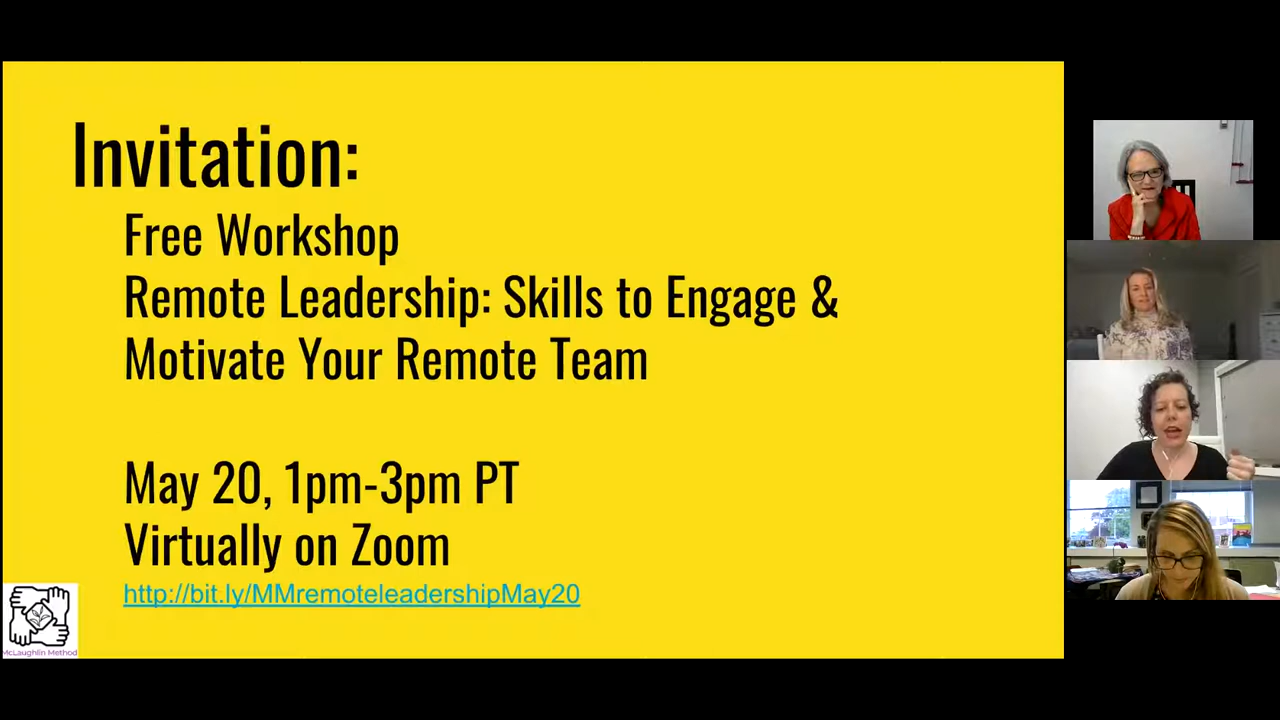 Invitation:
Free Workshop
Remote Leadership: Skills to Engage &
Motivate Your Remote Team
May 20, 1pm-3pm PT
Virtually on Zoom
http://bit.ly/MMremoteleadershipMay20
McLaughlin Method